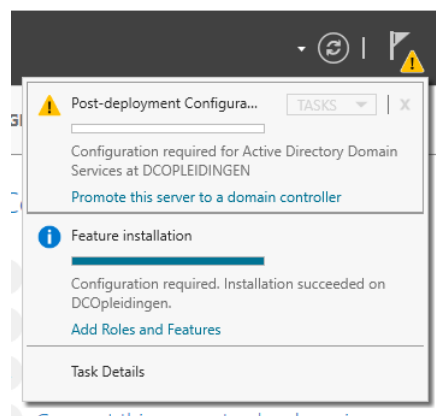 Post-deployment Configura...
TASKS
X
Configuration required for Active Directory Domain
Services at DCOPLEIDINGEN
Promote this server to a domain controller
Feature installation
Configuration required. Installation succeeded on
DCOpleidingen.
Add Roles and Features
Task Details